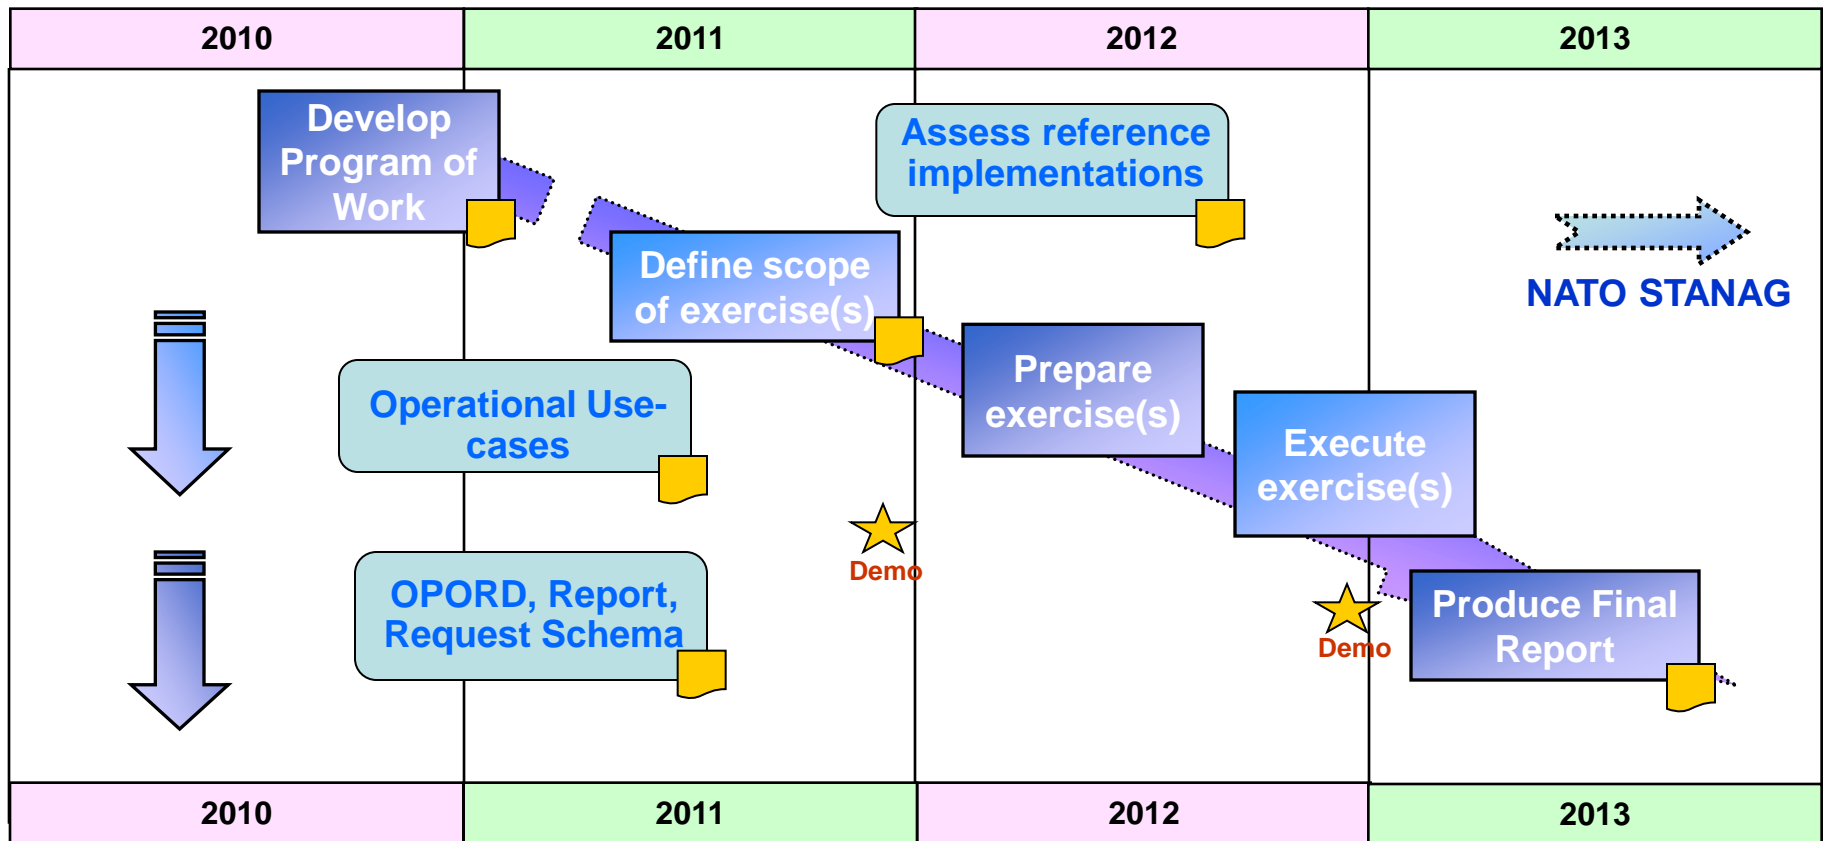 2010
2011
2012
2013
Develop
Program of
Work
Assess reference
implementations
Define scope
of exercise(s)
NATO STANAG
Operational Use-
cases
Prepare
exercise(s)
Execute
exercise(s)
Demo
OPORD, Report,
Request Schema
Demo
Produce Final
Report
2010
2011
2012
2013